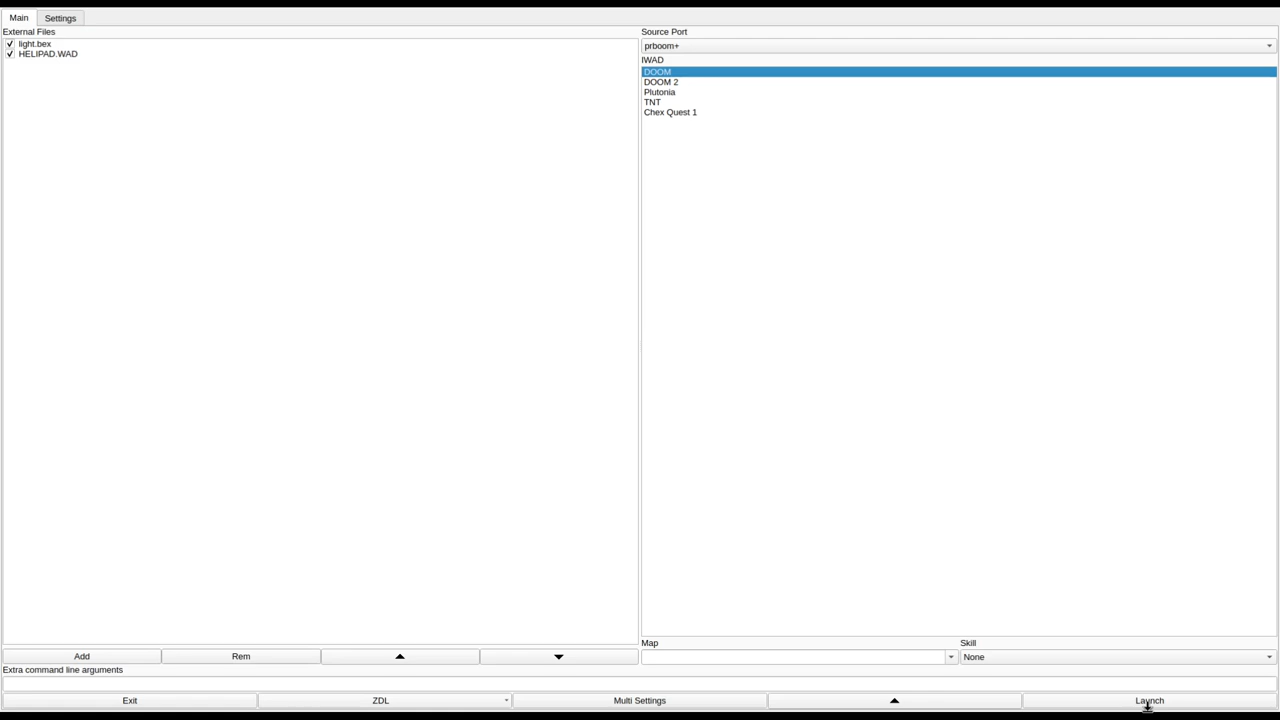 Main Settings
External Files
light.bex
HELIPAD.WAD
Source Port
prboom+
IWAD
DOOM
DOOM 2
Plutonia
TNT
Chex Quest 1
Map Skill
None
Add Rem
Extra command line arguments
Exit ZDL Multi Settings Launch